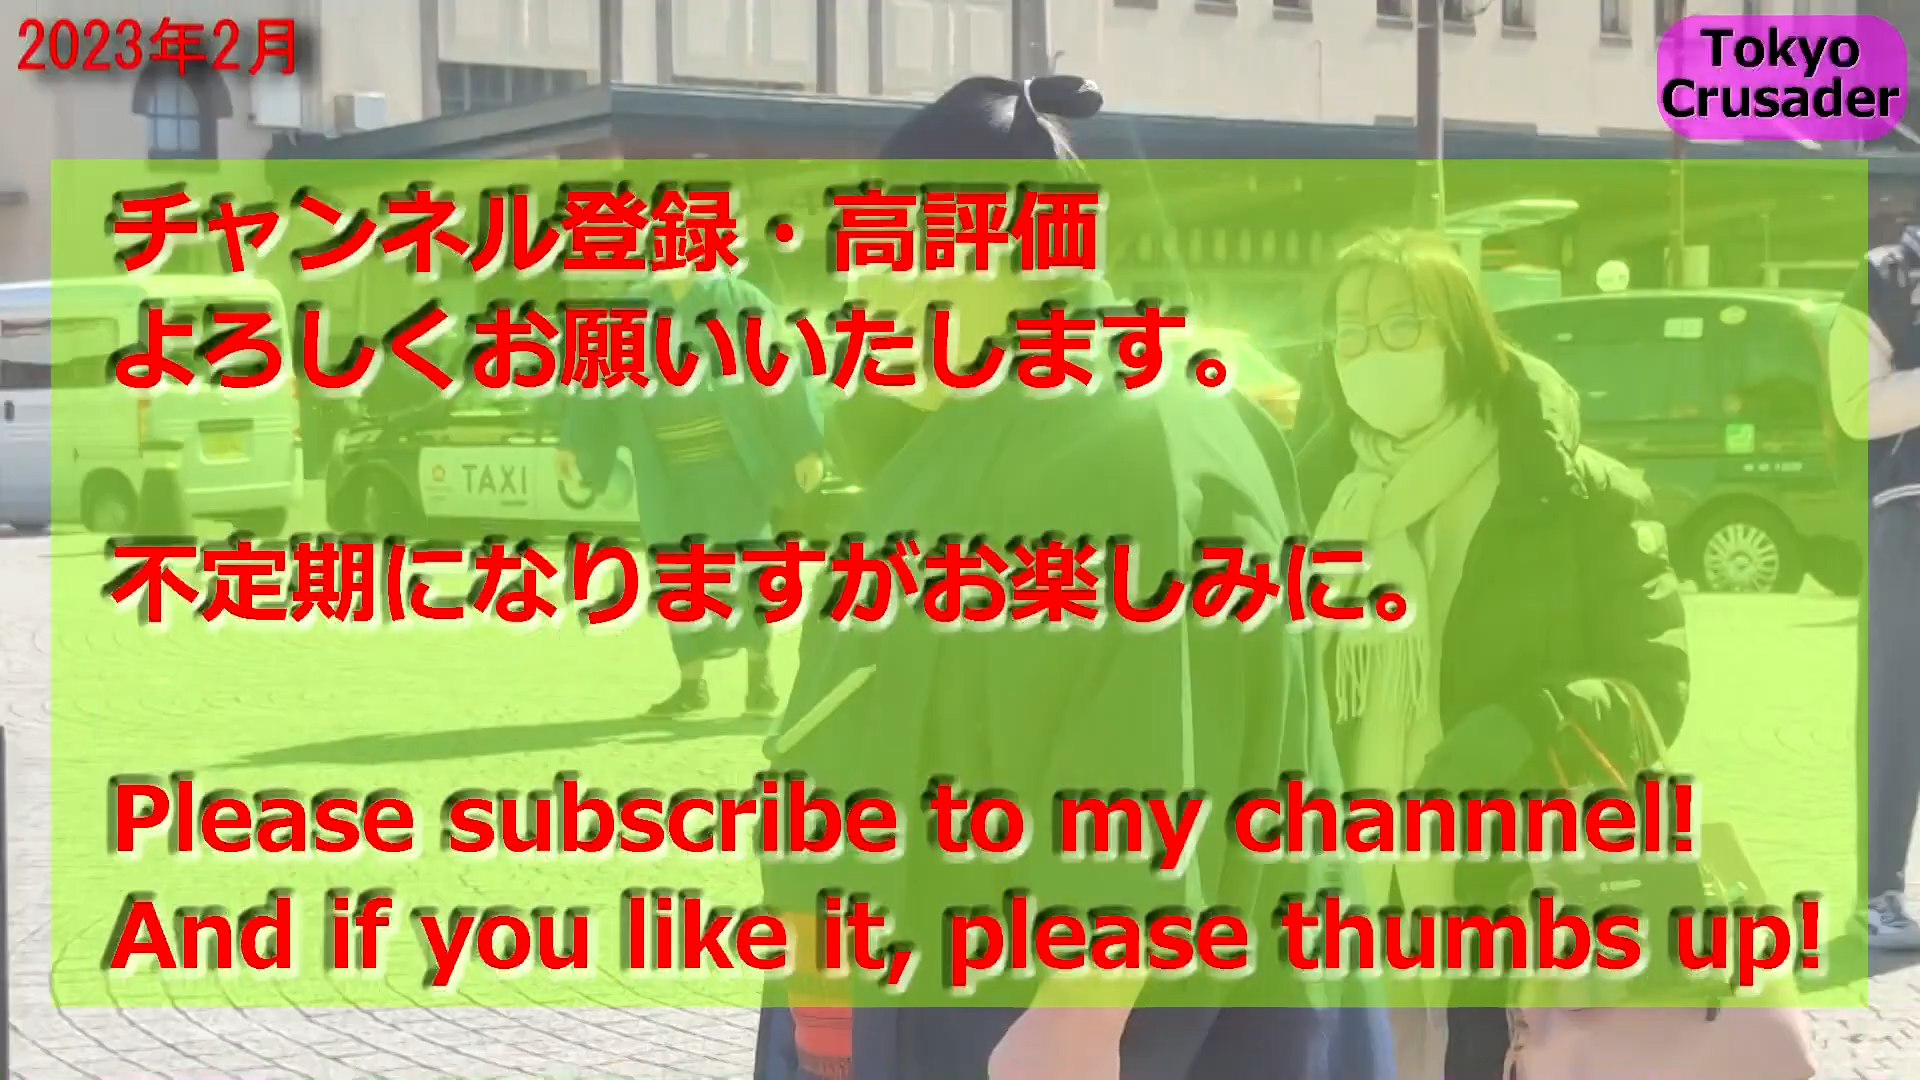 2023年2月
Tokyo
Crusader
チャンネル登録・高評価
よろしくお願いいたします。
TAXI
不定期になりますがお楽しみに。
Please subscribe to my channnel!
And if you like it, please thumbs up!